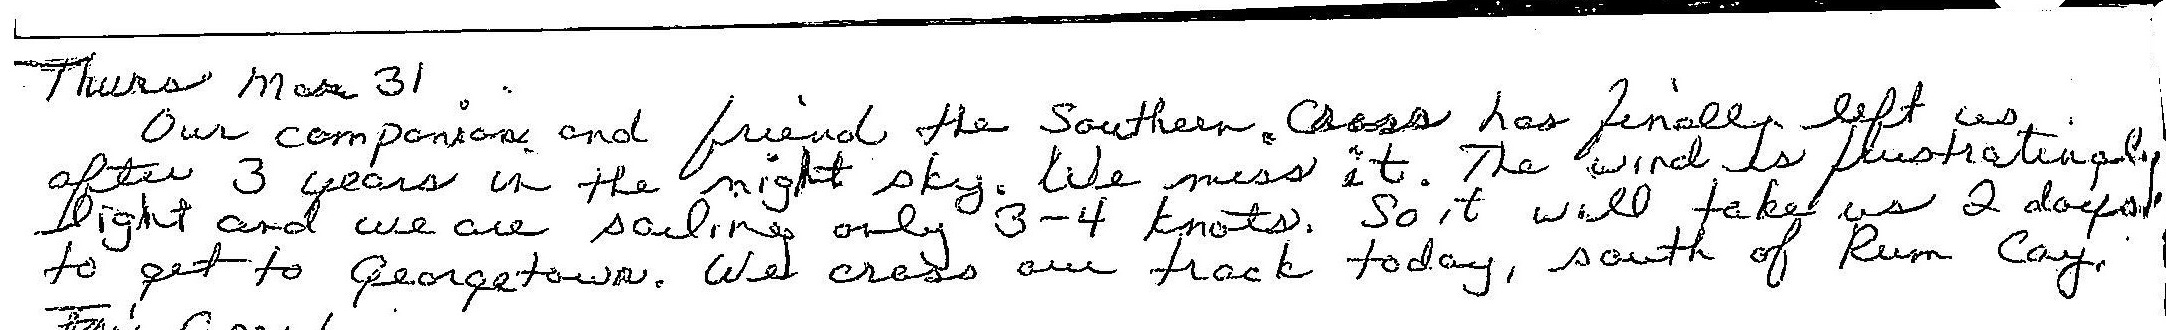 Thurs Mar 31
Our companion and friend the Southern Cross has finally left us
after 3 years in the night sky. We miss it. The wind is frustratingly
light and we are sailing only 3-4 knots. So it will take us 2 days
to get to Georgetown. We cross our track today, south of Rum Cay.